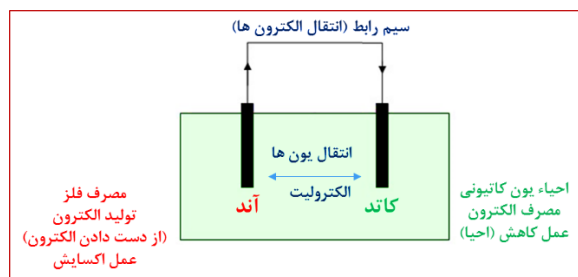 سیم رابط (انتقال الکترون ها)
انتقال یون ها
الکترولیت
کاتد
آند
احیاء یون کاتیونی
مصرف الکترون
عمل کاهش (احیا)
مصرف فلز
تولید الکترون
(از دست دادن الکترون)
عمل اکسایش